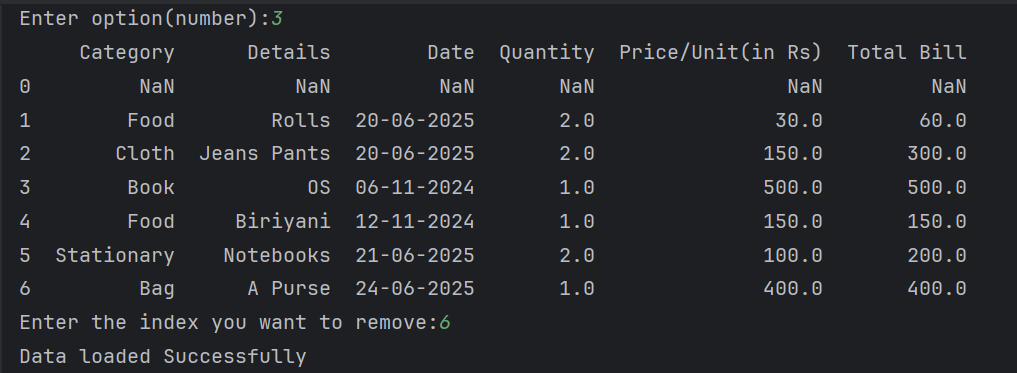 Enter option(number):3
Category Details Date Quantity Price/Unit(in Rs) Total Bill
0 NaN NaN NaN NaN NaN NaN
1 Food Rolls 20-06-2025 2.0 30.0 60.0
2 Cloth Jeans Pants 20-06-2025 2.0 150.0 300.0
3 Book OS 06-11-2024 1.0 500.0 500.0
4 Food Biriyani 12-11-2024 1.0 150.0 150.0
5 Stationary Notebooks 21-06-2025 2.0 100.0 200.0
6 Bag A Purse 24-06-2025 1.0 400.0 400.0
Enter the index you want to remove:6
Data loaded Successfully